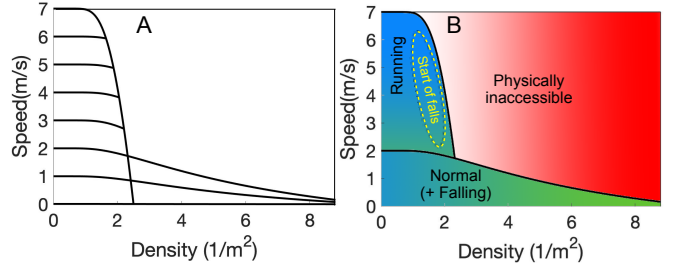 A
7
6
5
4
3
2
1
0
Speed(m/s)
0 2 4 6 8
Density (1/m²)
B
7
6
5
4
3
2
1
0
Speed(m/s)
Running
Start of falls
Physically
inaccessible
Normal
(+ Falling)
0 2 4 6 8
Density (1/m²)